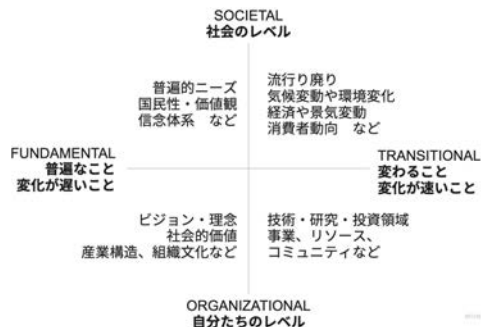 SOCIETAL
社会のレベル
普遍的ニーズ
国民性・価値観
信念体系　など
流行り廃り
気候変動や環境変化
経済や景気変動
消費者動向　など
FUNDAMENTAL
普遍なこと
変化が遅いこと
TRANSITIONAL
変わること
変化が速いこと
ビジョン・理念
社会的価値
産業構造、組織文化など
技術・研究・投資領域
事業、リソース、
コミュニティなど
ORGANIZATIONAL
自分たちのレベル